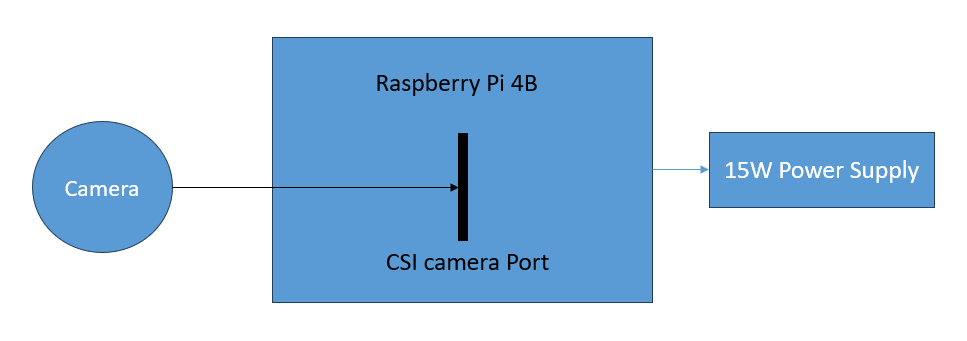 Raspberry Pi 4B
Camera
15W Power Supply
CSI camera Port